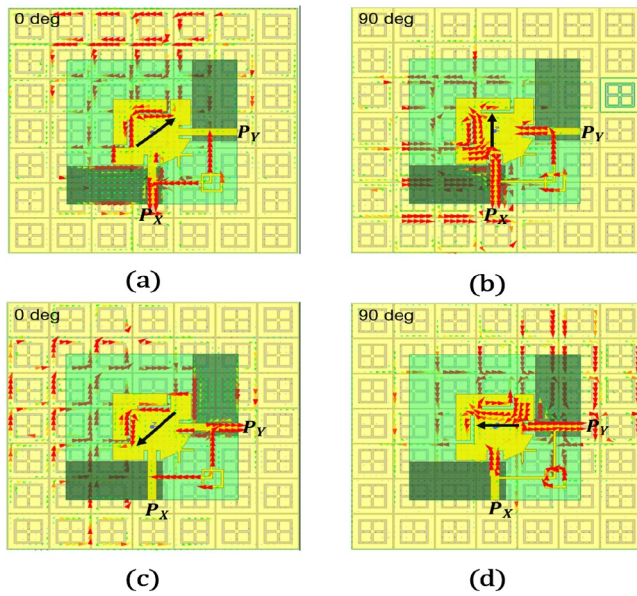 0 deg
90 deg
P_Y
P_Y
P_X
P_X
(a)
(b)
0 deg
90 deg
P_Y
P_Y
P_X
P_X
(c)
(d)